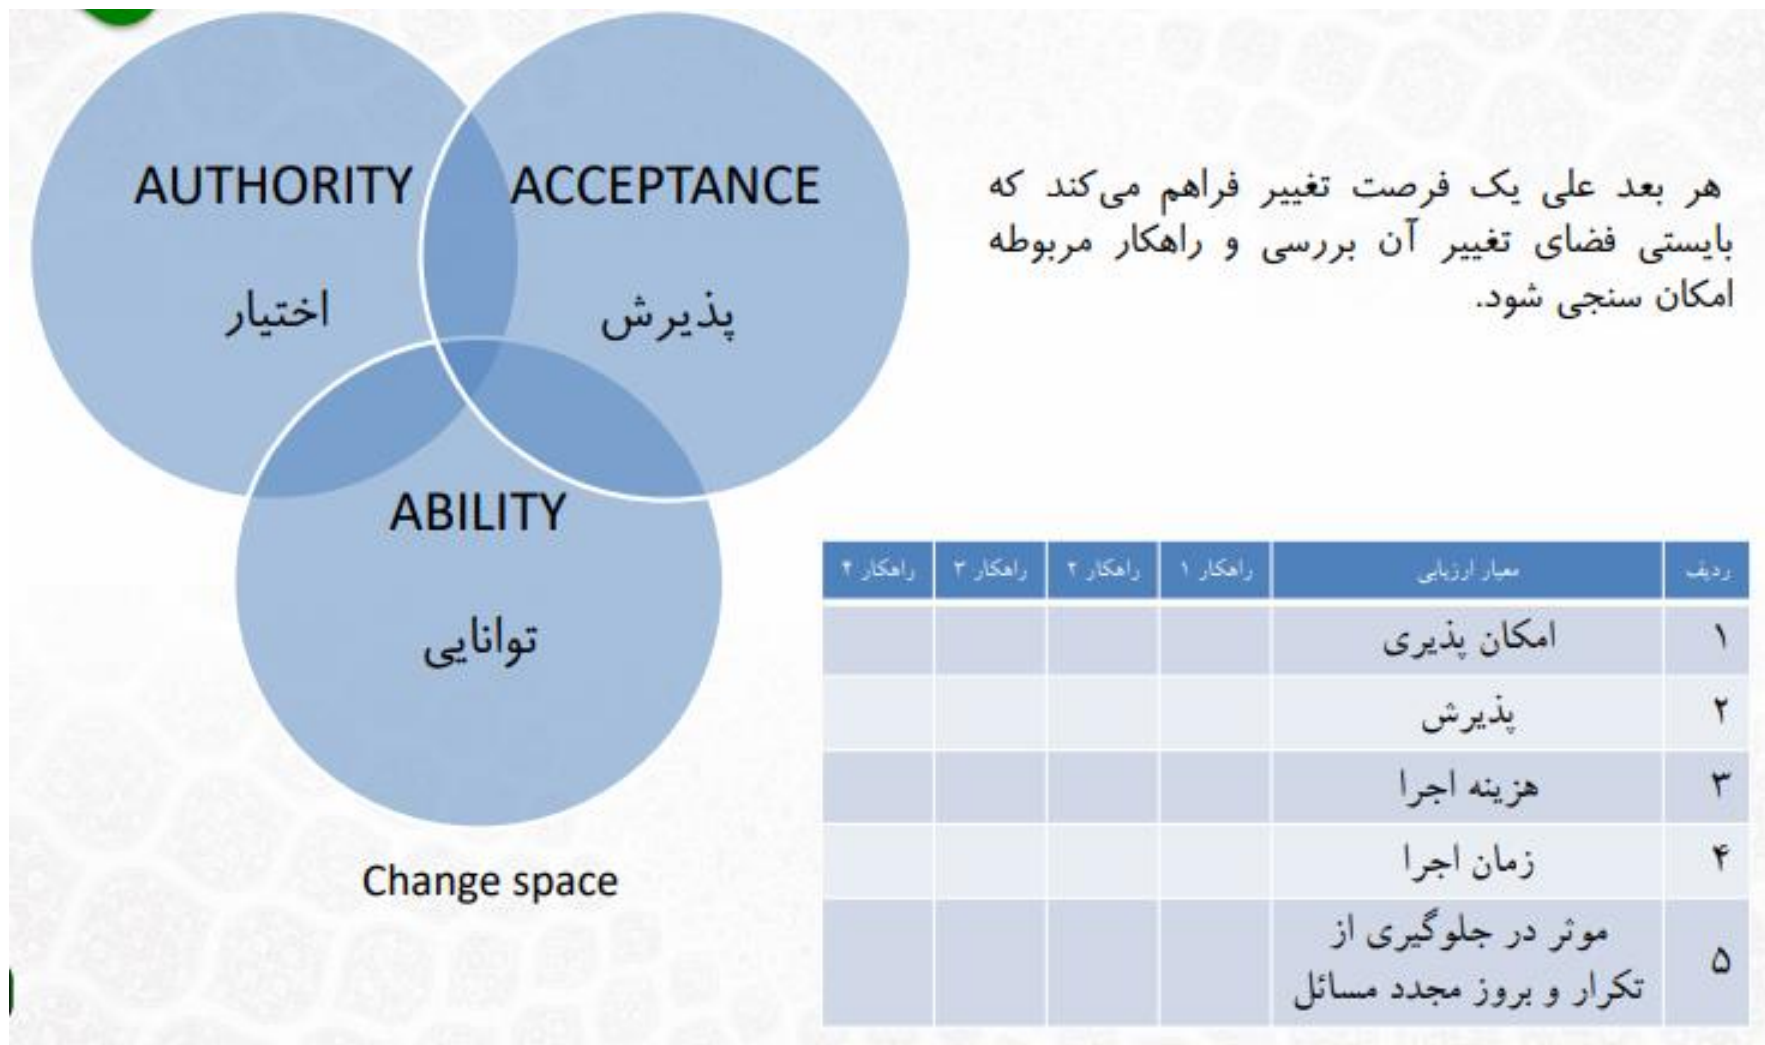 AUTHORITY
اختیار
ACCEPTANCE
پذیرش
ABILITY
توانایی
Change space
هر بعد علی یک فرصت تغییر فراهم می‌کند که
بایستی فضای تغییر آن بررسی و راهکار مربوطه
امکان سنجی شود.
ردیف معیار ارزیابی راهکار ۱ راهکار ۲ راهکار ۳ راهکار ۴
۱ امکان پذیری
۲ پذیرش
۳ هزینه اجرا
۴ زمان اجرا
۵ موثر در جلوگیری از
تکرار و بروز مجدد مسائل